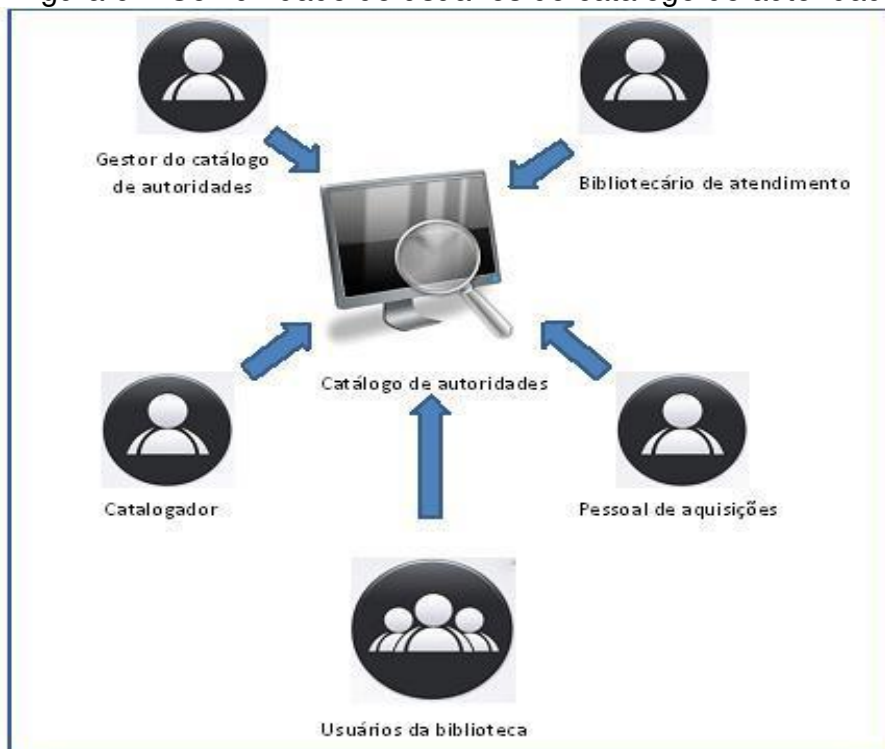 Gestor do catálogo
de autoridades
Bibliotecário de atendimento
Catálogo de autoridades
Catalogador
Pessoal de aquisições
Usuários da biblioteca